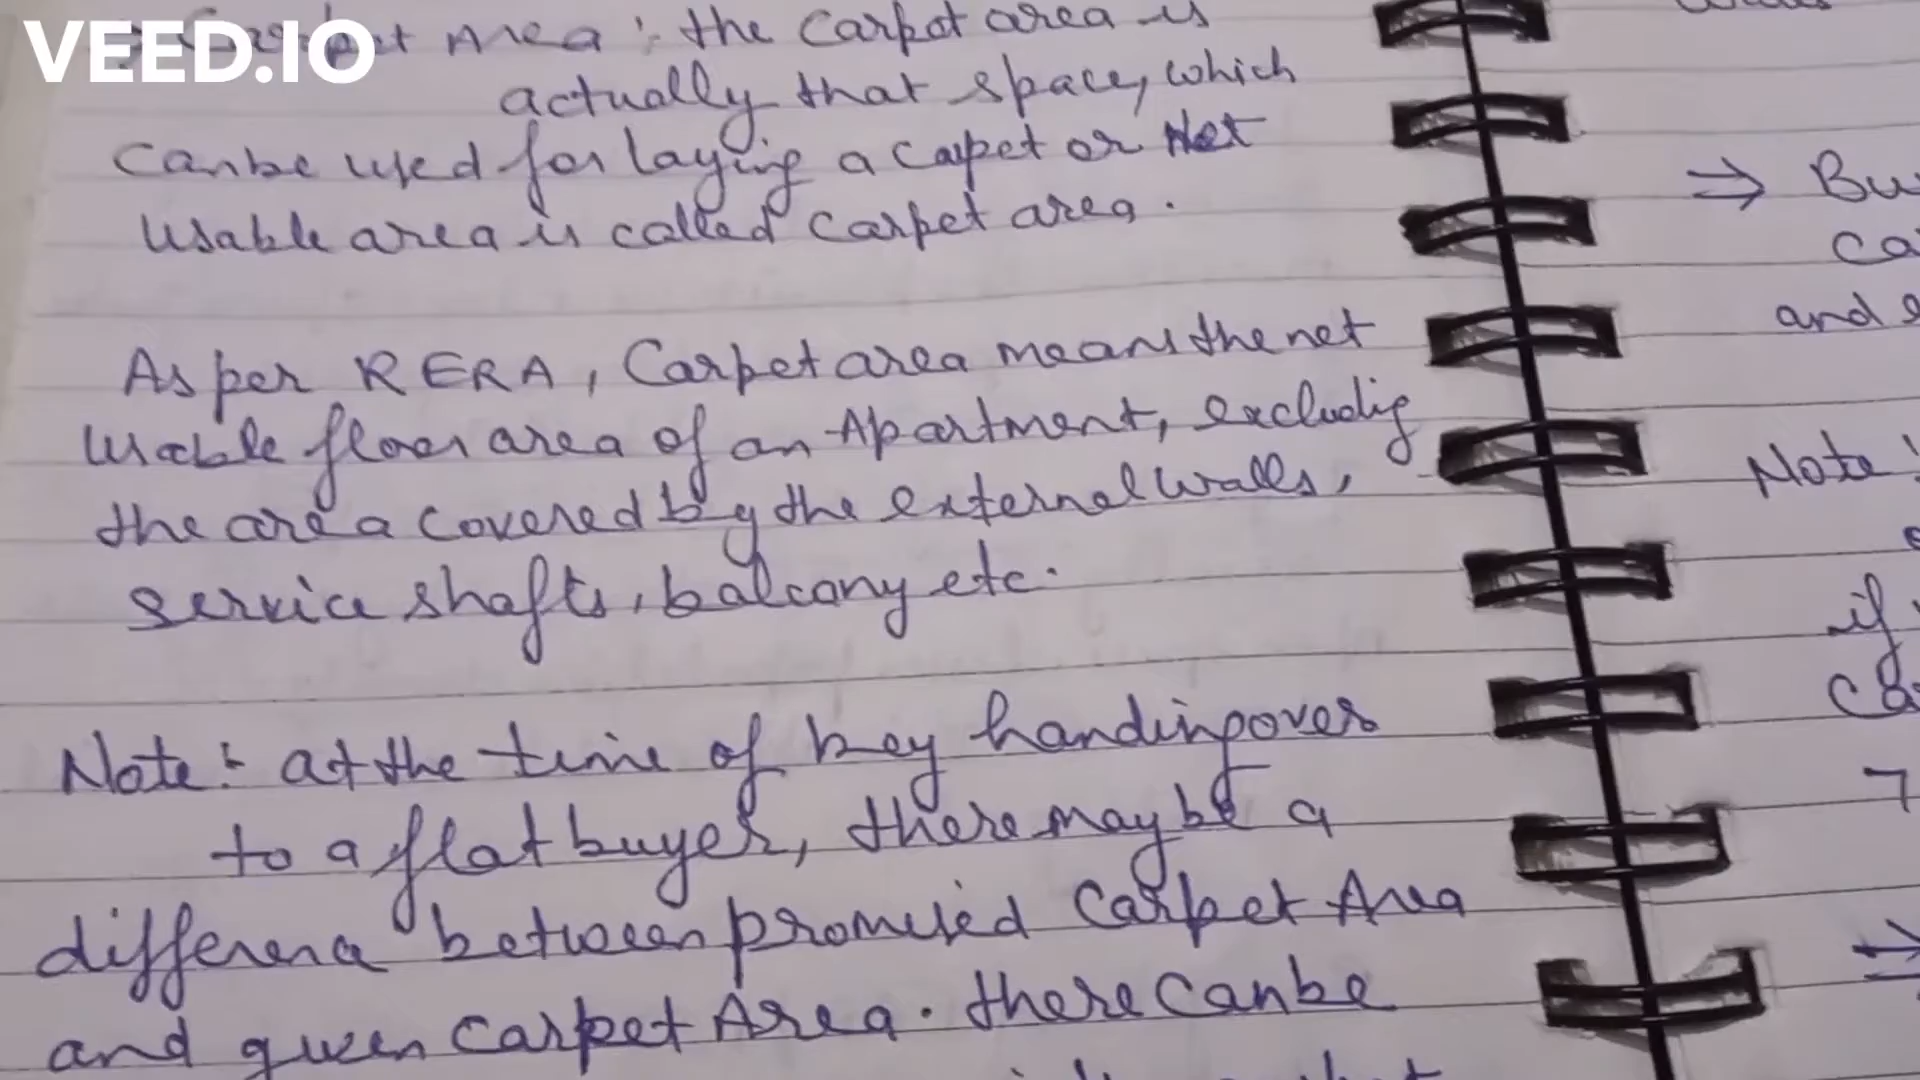 VEED.IO
Carpet Area : the Carpet area is
actually that space, which
Canbe used for laying a carpet or Net
Usable area is called Carpet area.
As per RERA, Carpet area means the net
Usable floor area of an Apartment, excludig
the area covered by the external walls,
service shafts, balcony etc.
Note :- at the time of key handingover
to a flat buyer, there may be a
difference between promised Carpet Area
and given Carpet Area. there Canbe
⇒ Bu
Ca
and e
Note :
if
Ca